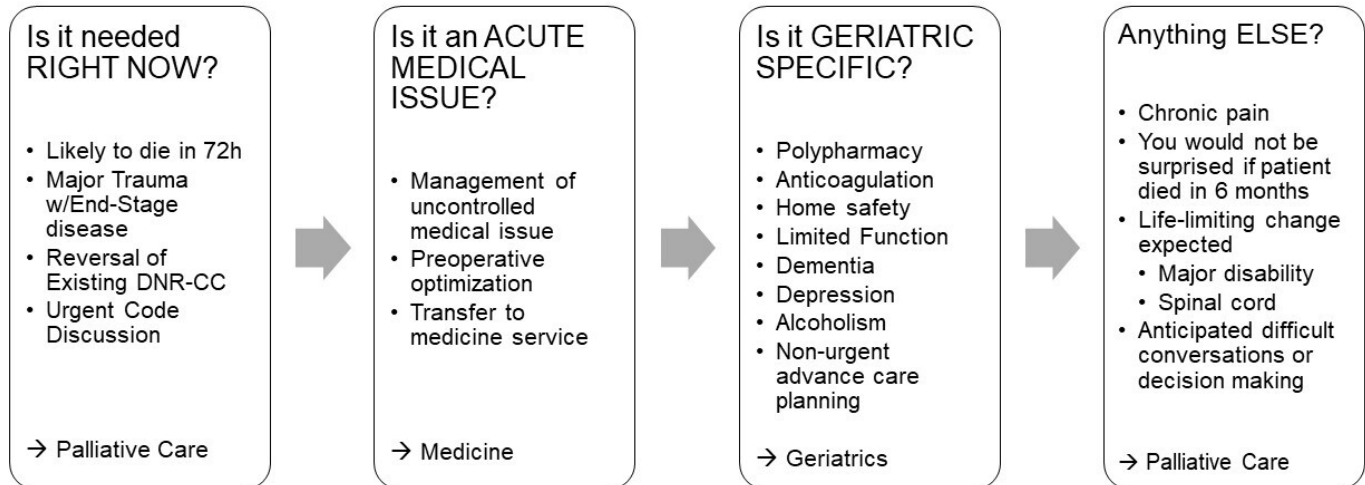 Is it needed
RIGHT NOW?
• Likely to die in 72h
• Major Trauma
w/End-Stage
disease
• Reversal of
Existing DNR-CC
• Urgent Code
Discussion
→ Palliative Care
Is it an ACUTE
MEDICAL
ISSUE?
• Management of
uncontrolled
medical issue
• Preoperative
optimization
• Transfer to
medicine service
→ Medicine
Is it GERIATRIC
SPECIFIC?
• Polypharmacy
• Anticoagulation
• Home safety
• Limited Function
• Dementia
• Depression
• Alcoholism
• Non-urgent
advance care
planning
→ Geriatrics
Anything ELSE?
• Chronic pain
• You would not be
surprised if patient
died in 6 months
• Life-limiting change
expected
• Major disability
• Spinal cord
• Anticipated difficult
conversations or
decision making
→ Palliative Care